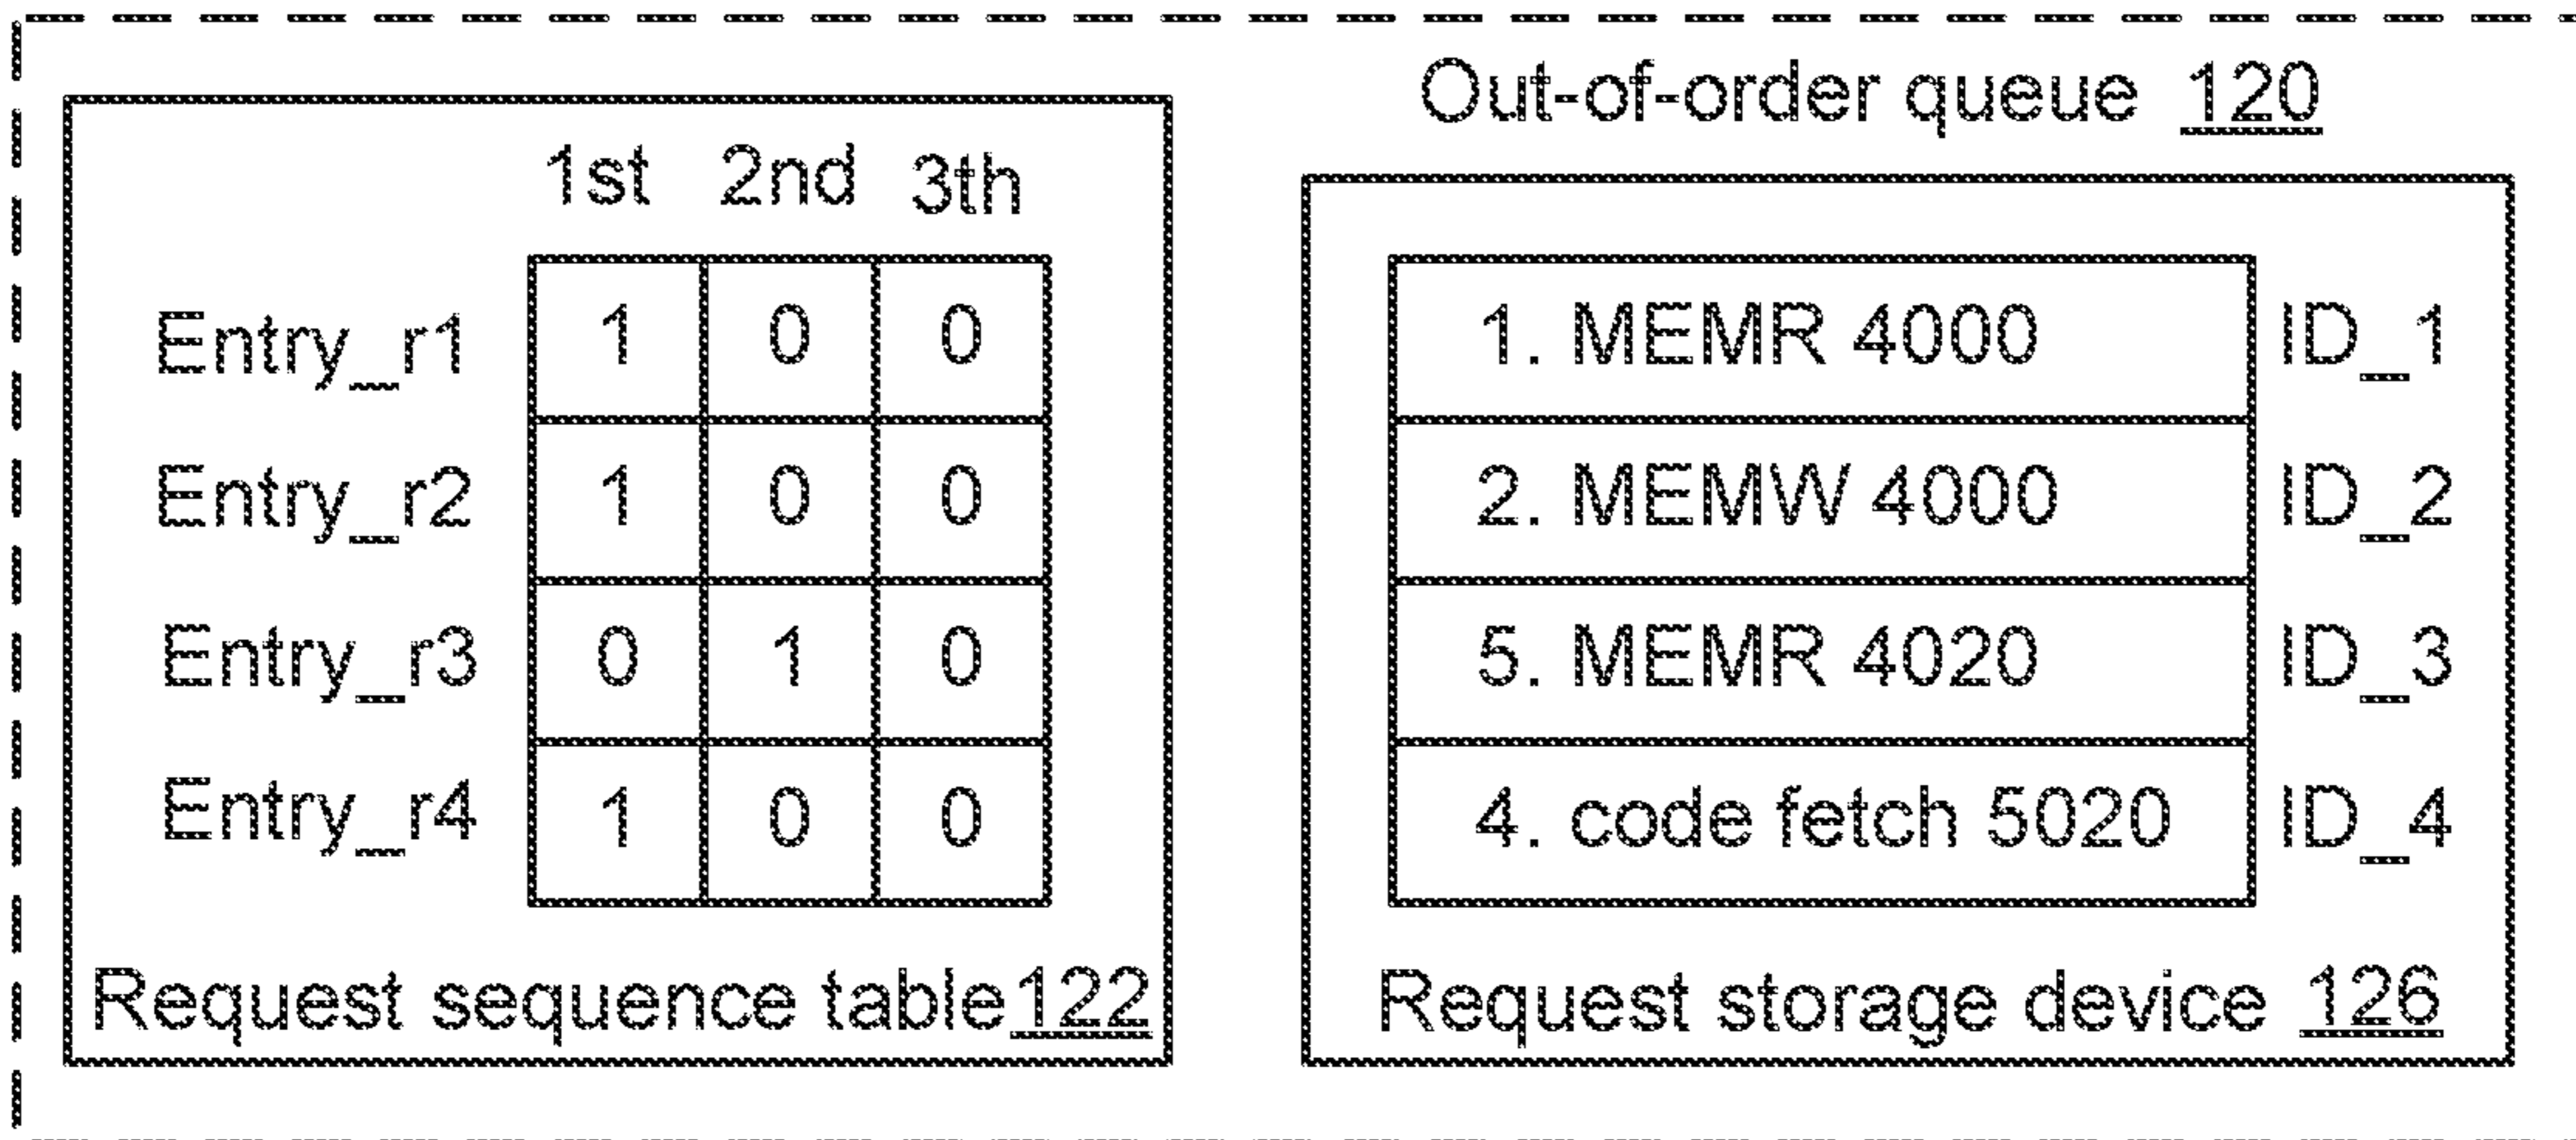 Out-of-order queue 120
1st 2nd 3th
Entry_r1 1 0 0
Entry_r2 1 0 0
Entry_r3 0 1 0
Entry_r4 1 0 0
Request sequence table 122
1. MEMR 4000 ID_1
2. MEMW 4000 ID_2
5. MEMR 4020 ID_3
4. code fetch 5020 ID_4
Request storage device 126